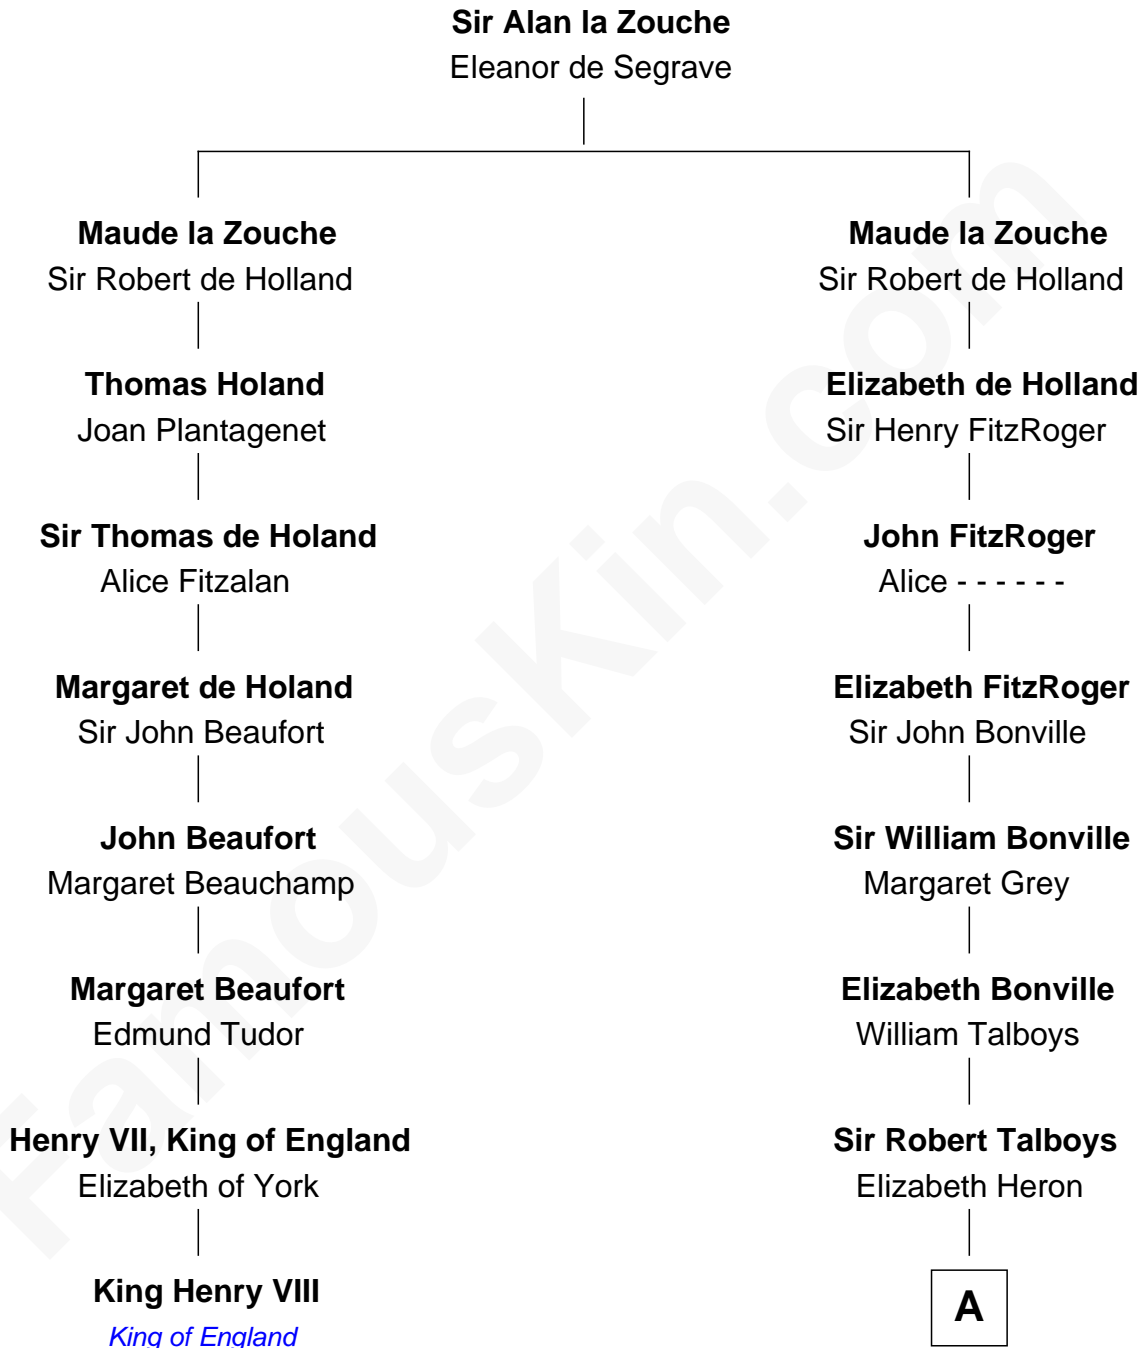 Sir Alan la Zouche
Eleanor de Segrave
Maude la Zouche
Sir Robert de Holland
Thomas Holand
Joan Plantagenet
Sir Thomas de Holand
Alice Fitzalan
Margaret de Holand
Sir John Beaufort
John Beaufort
Margaret Beauchamp
Margaret Beaufort
Edmund Tudor
Henry VII, King of England
Elizabeth of York
King Henry VIII
King of England
Maude la Zouche
Sir Robert de Holland
Elizabeth de Holland
Sir Henry FitzRoger
John FitzRoger
Alice - - - - - -
Elizabeth FitzRoger
Sir John Bonville
Sir William Bonville
Margaret Grey
Elizabeth Bonville
William Talboys
Sir Robert Talboys
Elizabeth Heron
A
FamousKin.com